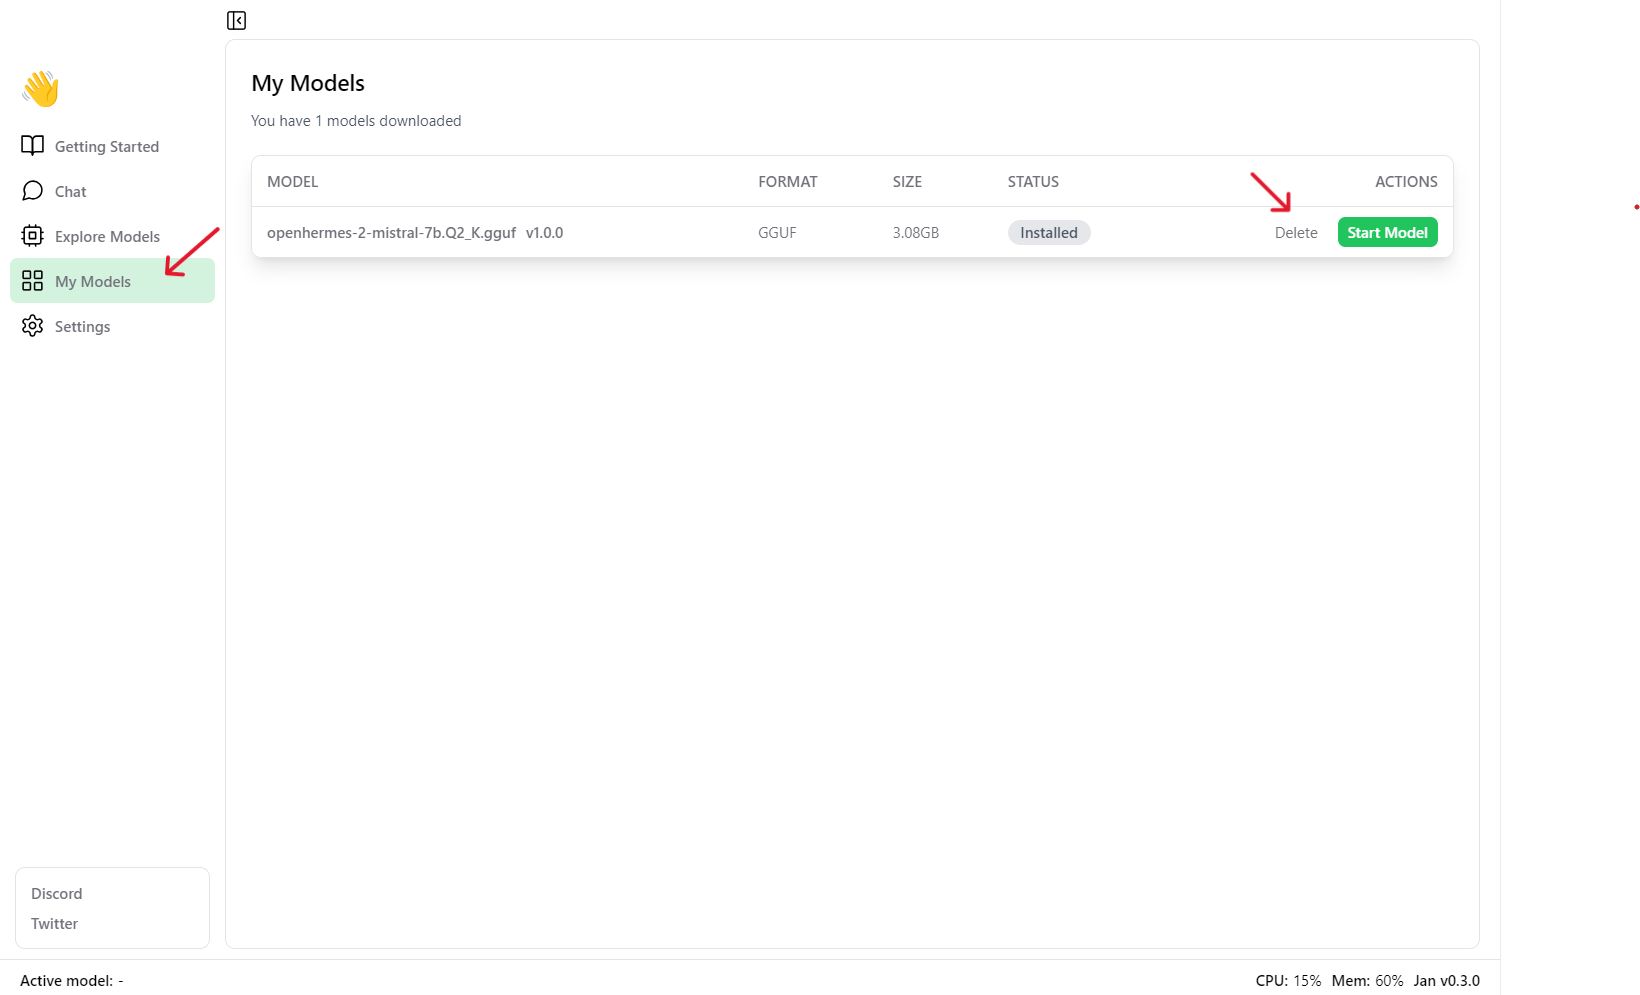 Getting Started
Chat
Explore Models
My Models
Settings
Discord
Twitter
My Models
You have 1 models downloaded
MODEL FORMAT SIZE STATUS ACTIONS
openhermes-2-mistral-7b.Q2_K.gguf v1.0.0 GGUF 3.08GB Installed Delete Start Model
Active model: - CPU: 15% Mem: 60% Jan v0.3.0